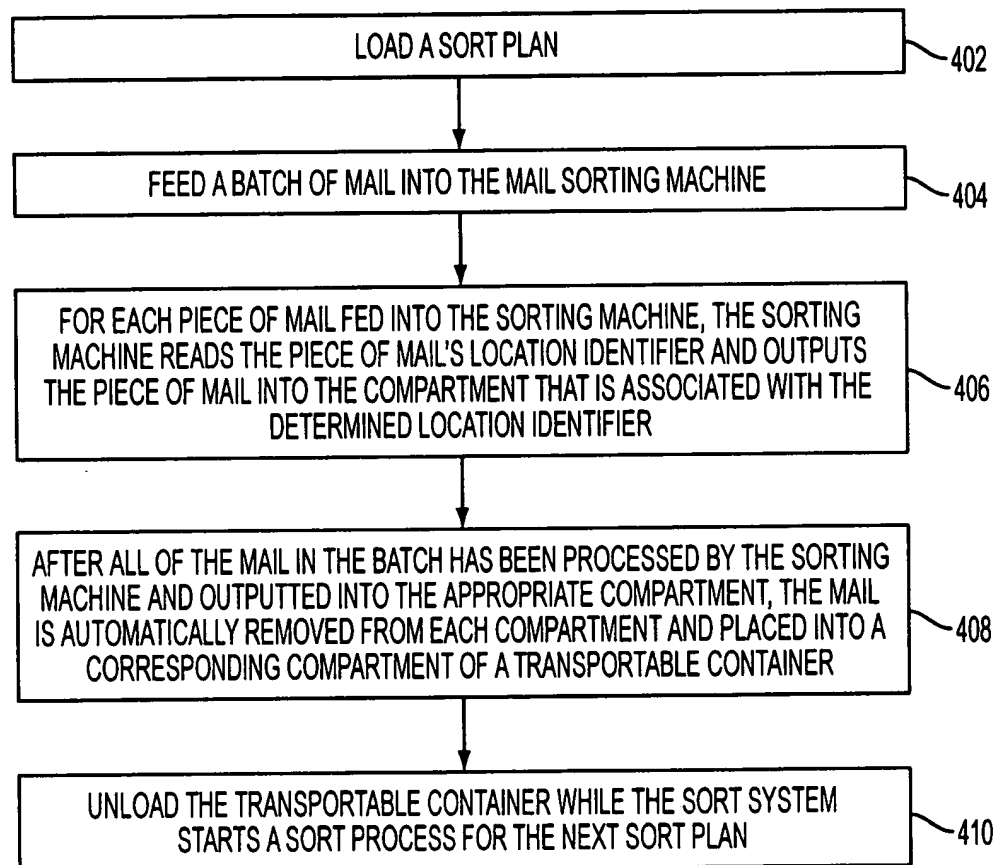 LOAD A SORT PLAN
402
FEED A BATCH OF MAIL INTO THE MAIL SORTING MACHINE
404
FOR EACH PIECE OF MAIL FED INTO THE SORTING MACHINE, THE SORTING
MACHINE READS THE PIECE OF MAIL'S LOCATION IDENTIFIER AND OUTPUTS
THE PIECE OF MAIL INTO THE COMPARTMENT THAT IS ASSOCIATED WITH THE
DETERMINED LOCATION IDENTIFIER
406
AFTER ALL OF THE MAIL IN THE BATCH HAS BEEN PROCESSED BY THE SORTING
MACHINE AND OUTPUTTED INTO THE APPROPRIATE COMPARTMENT, THE MAIL
IS AUTOMATICALLY REMOVED FROM EACH COMPARTMENT AND PLACED INTO A
CORRESPONDING COMPARTMENT OF A TRANSPORTABLE CONTAINER
408
UNLOAD THE TRANSPORTABLE CONTAINER WHILE THE SORT SYSTEM
STARTS A SORT PROCESS FOR THE NEXT SORT PLAN
410